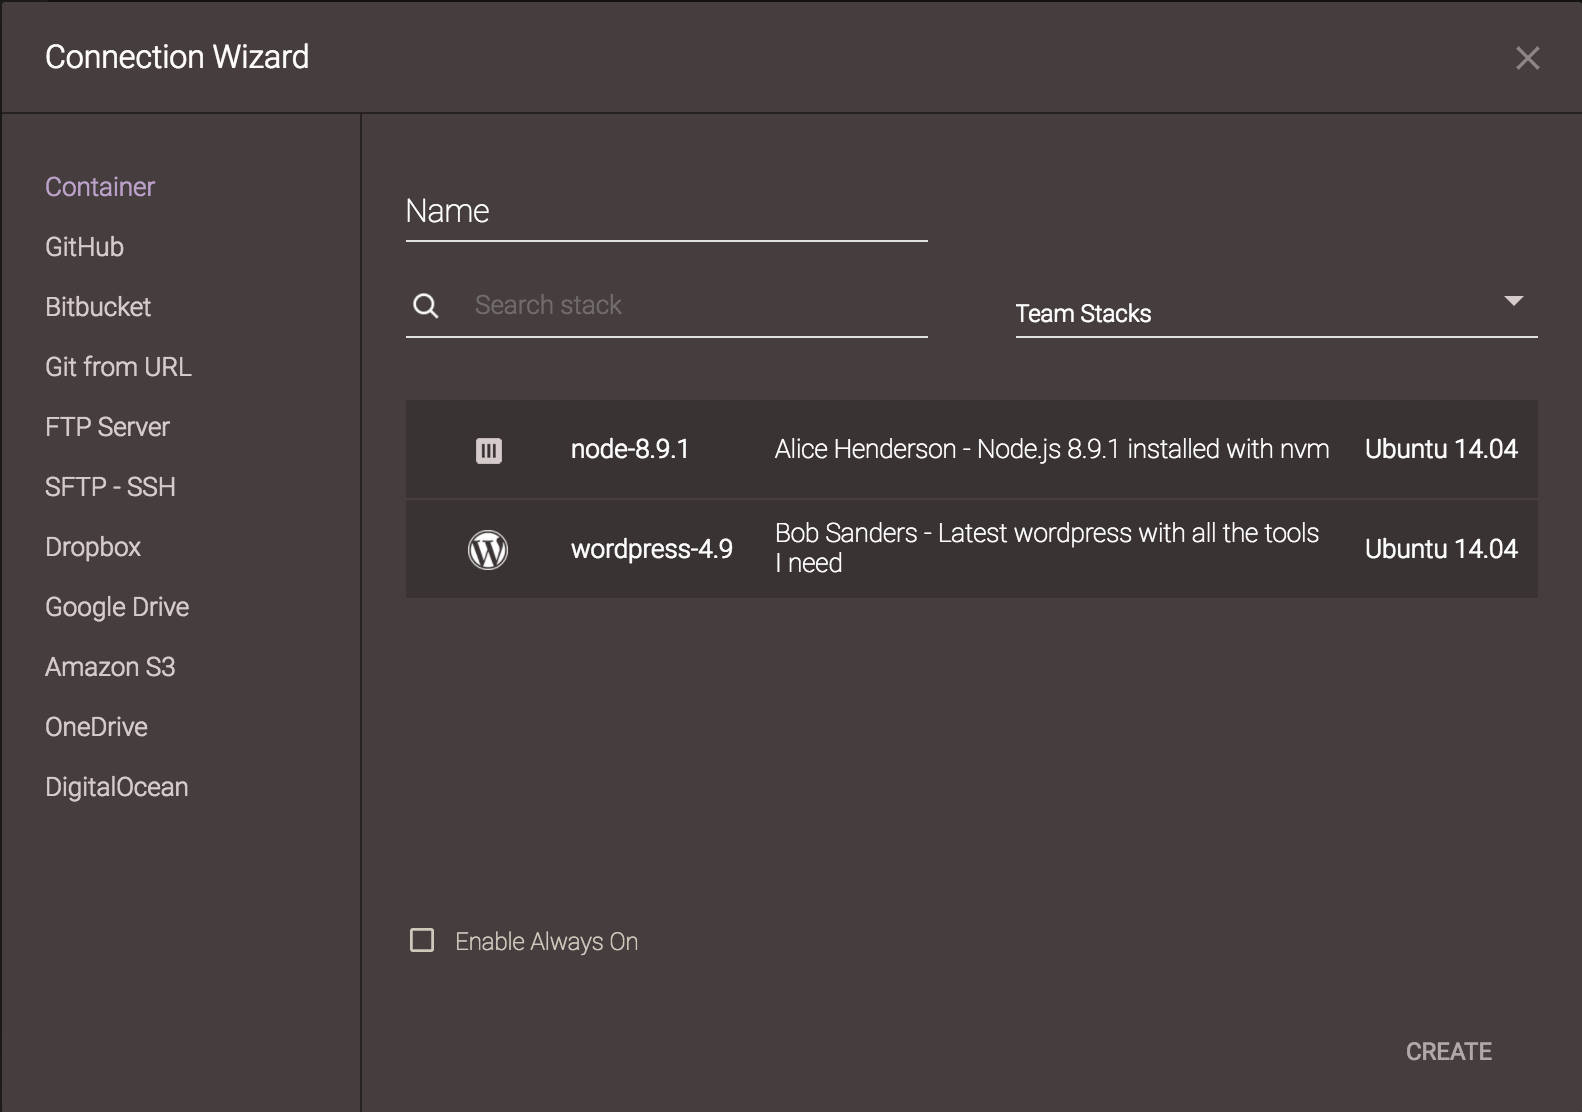 Connection Wizard
Container
GitHub
Bitbucket
Git from URL
FTP Server
SFTP - SSH
Dropbox
Google Drive
Amazon S3
OneDrive
DigitalOcean
Name
Search stack
Team Stacks
node-8.9.1 Alice Henderson - Node.js 8.9.1 installed with nvm Ubuntu 14.04
wordpress-4.9 Bob Sanders - Latest wordpress with all the tools
I need Ubuntu 14.04
Enable Always On
CREATE